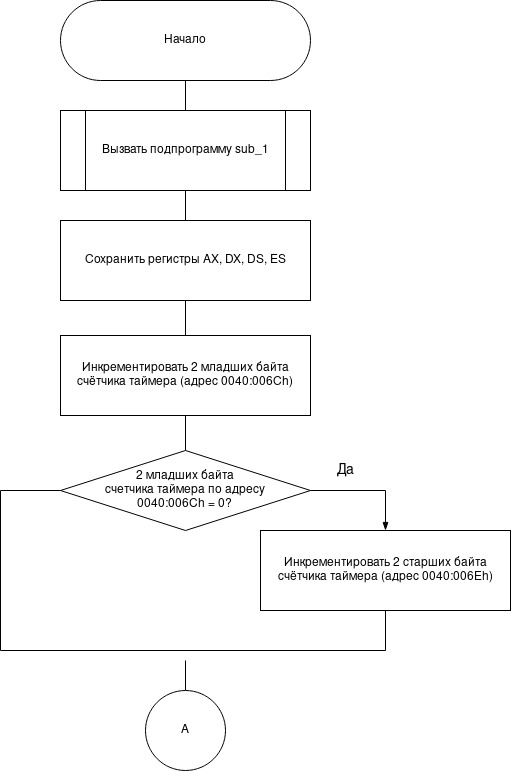 Начало
Вызвать подпрограмму sub_1
Сохранить регистры AX, DX, DS, ES
Инкрементировать 2 младших байта
счётчика таймера (адрес 0040:006Ch)
2 младших байта
счетчика таймера по адресу
0040:006Ch = 0?
Да
Инкрементировать 2 старших байта
счётчика таймера (адрес 0040:006Eh)
A